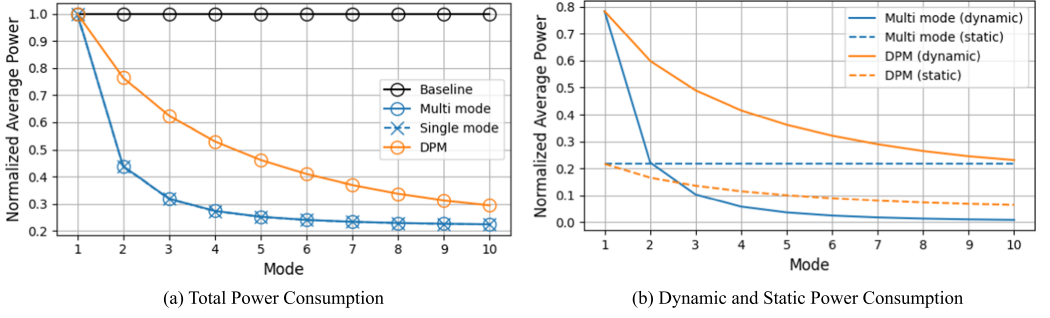 Normalized Average Power
1.0
0.9
0.8
0.7
0.6
0.5
0.4
0.3
0.2
1 2 3 4 5 6 7 8 9 10
Mode
Baseline
Multi mode
Single mode
DPM
(a) Total Power Consumption
Normalized Average Power
0.8
0.7
0.6
0.5
0.4
0.3
0.2
0.1
0.0
1 2 3 4 5 6 7 8 9 10
Mode
Multi mode (dynamic)
Multi mode (static)
DPM (dynamic)
DPM (static)
(b) Dynamic and Static Power Consumption